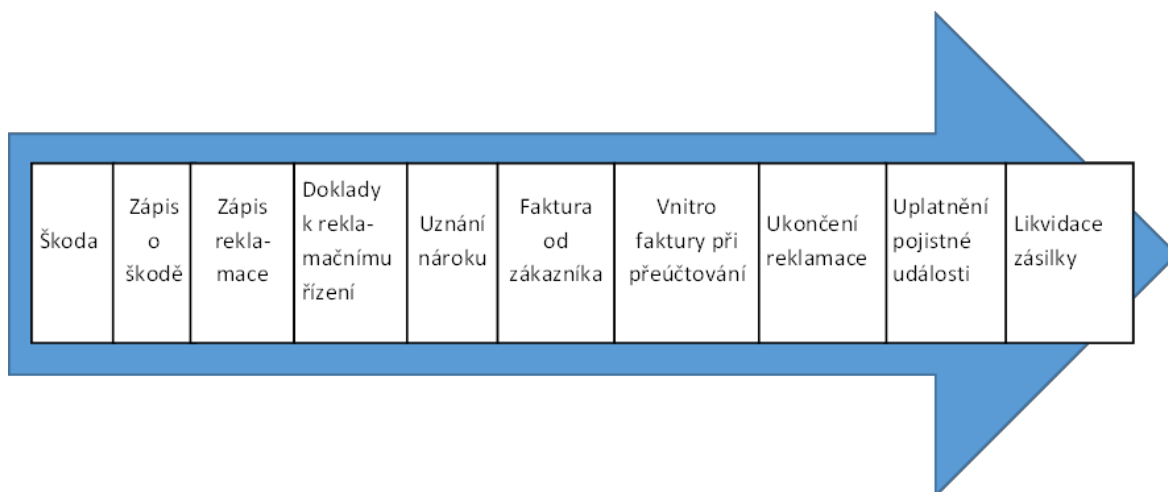 Škoda
Zápis
o
škodě
Zápis
rekla-
mace
Doklady
k rekla-
mačnímu
řízení
Uznání
nároku
Faktura
od
zákazníka
Vnitro
faktury při
přeúčtování
Ukončení
reklamace
Uplatnění
pojistné
události
Likvidace
zásilky